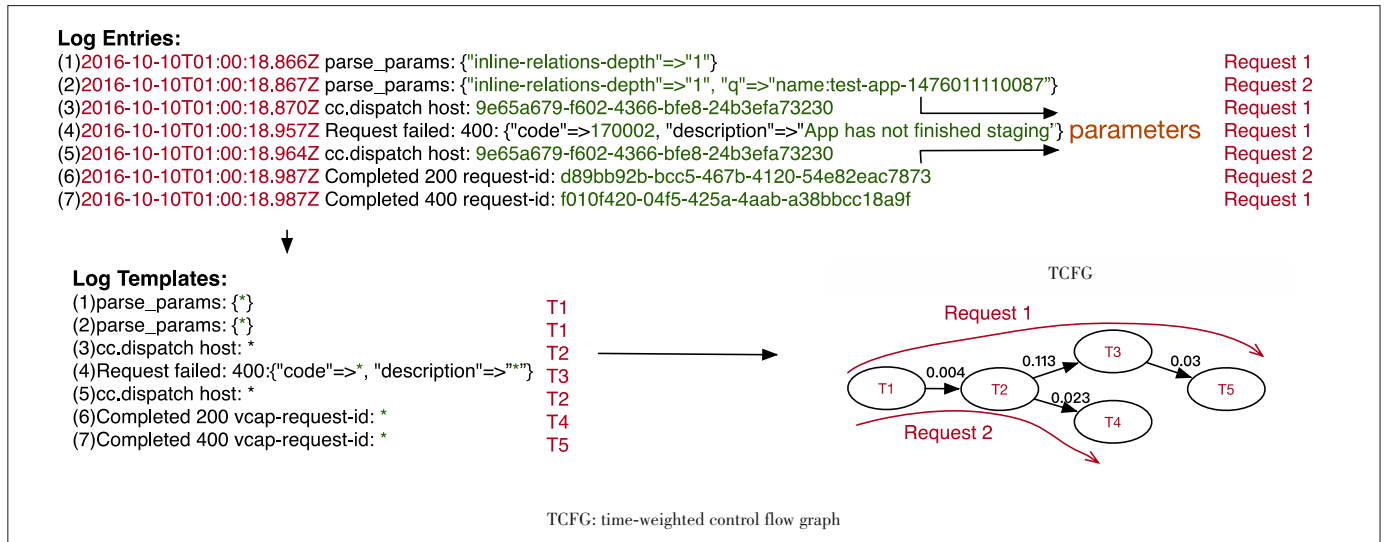 Log Entries:
(1)2016-10-10T01:00:18.866Z parse_params: {"inline-relations-depth"=>"1"} Request 1
(2)2016-10-10T01:00:18.867Z parse_params: {"inline-relations-depth"=>"1", "q"=>"name:test-app-1476011110087”} Request 2
(3)2016-10-10T01:00:18.870Z cc.dispatch host: 9e65a679-f602-4366-bfe8-24b3efa73230 Request 1
(4)2016-10-10T01:00:18.957Z Request failed: 400: {"code"=>170002, "description"=>"App has not finished staging"} parameters Request 1
(5)2016-10-10T01:00:18.964Z cc.dispatch host: 9e65a679-f602-4366-bfe8-24b3efa73230 Request 2
(6)2016-10-10T01:00:18.987Z Completed 200 request-id: d89bb92b-bcc5-467b-4120-54e82eac7873 Request 2
(7)2016-10-10T01:00:18.987Z Completed 400 request-id: f010f420-04f5-425a-4aab-a38bbcc18a9f Request 1
Log Templates:
(1)parse_params: {*} T1
(2)parse_params: {*} T1
(3)cc.dispatch host: * T2
(4)Request failed: 400:{"code"=>*, "description"=>”*”} T3
(5)cc.dispatch host: * T2
(6)Completed 200 vcap-request-id: * T4
(7)Completed 400 vcap-request-id: * T5
TCFG
Request 1
T1 0.004 T2 0.113 T3 0.03 T5
0.023 T4
Request 2
TCFG: time-weighted control flow graph